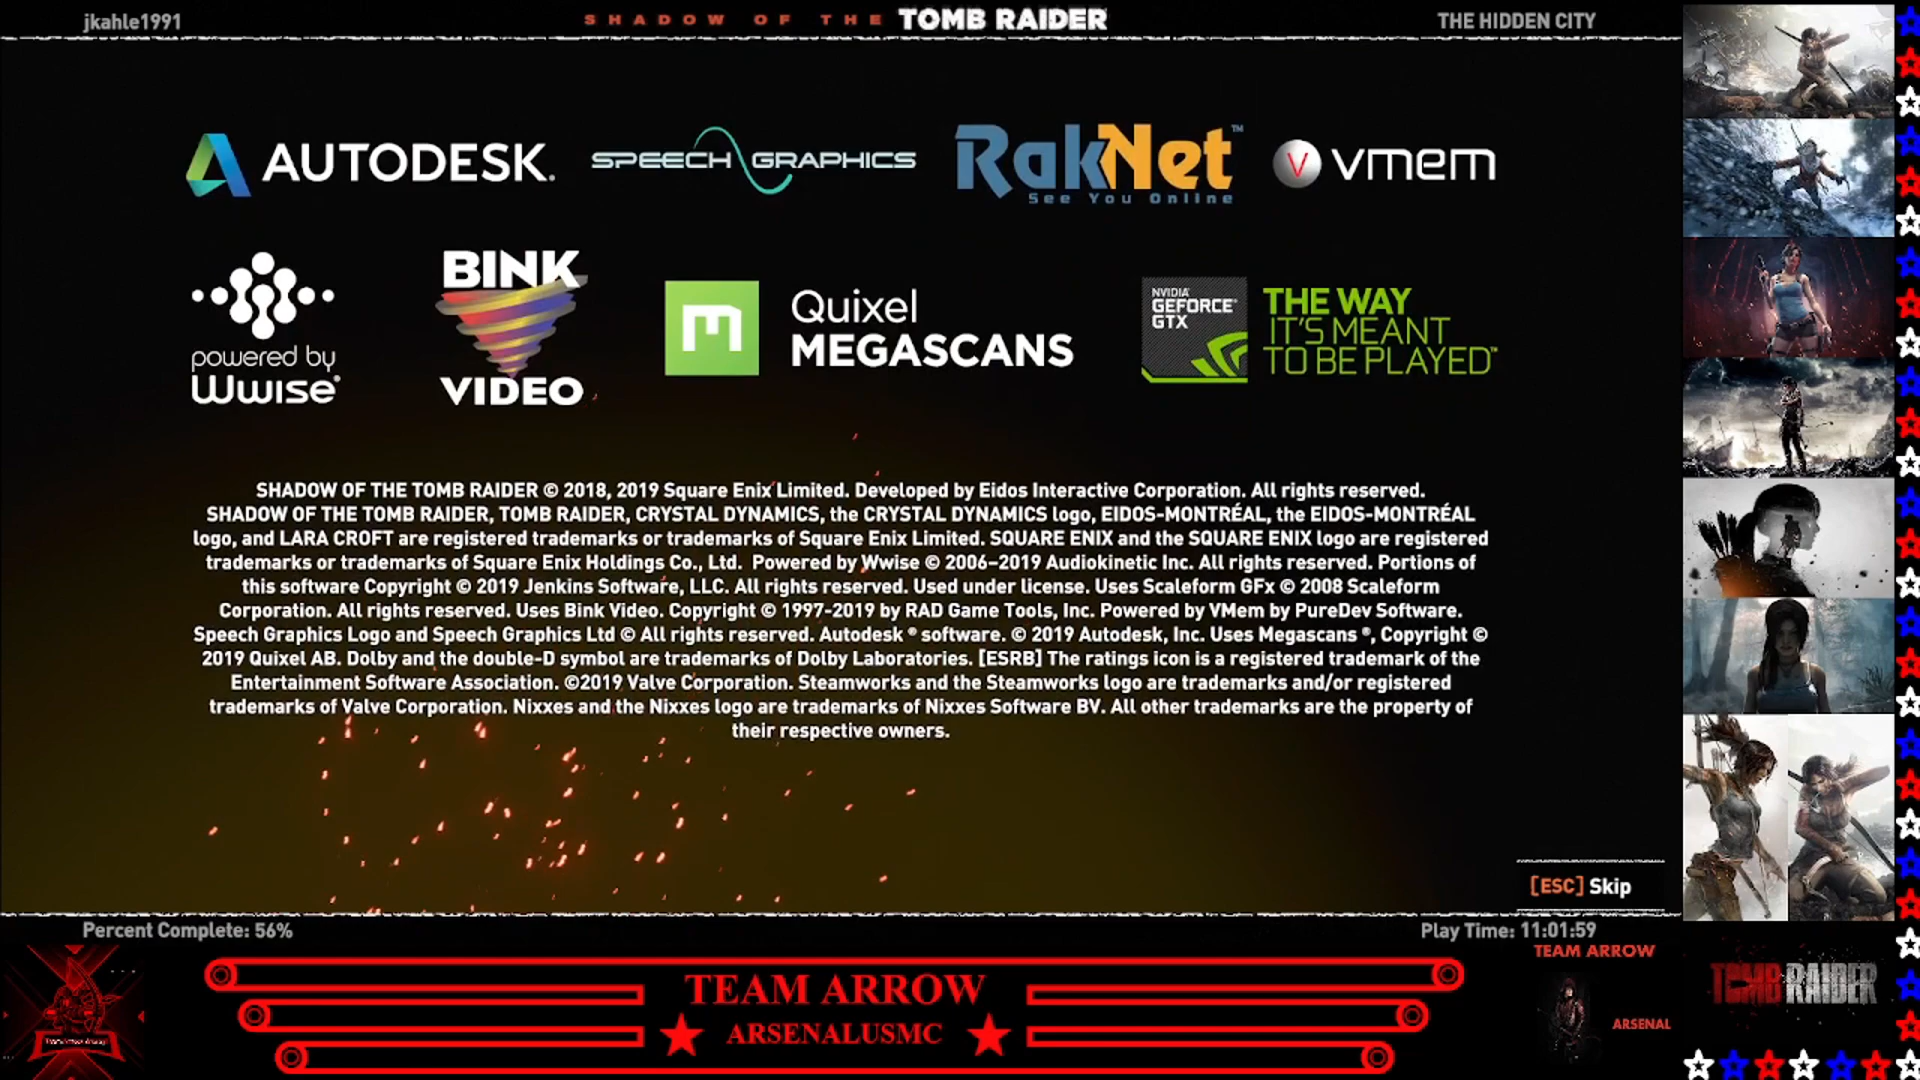 jkahle1991
SHADOW OF THE TOMB RAIDER
THE HIDDEN CITY
AUTODESK.
SPEECH GRAPHICS
RakNet™
See You Online
V vmem
powered by
Wwise®
BINK
VIDEO
m
Quixel
MEGASCANS
NVIDIA®
GEFORCE®
GTX
THE WAY
IT'S MEANT
TO BE PLAYED™
SHADOW OF THE TOMB RAIDER © 2018, 2019 Square Enix Limited. Developed by Eidos Interactive Corporation. All rights reserved.
SHADOW OF THE TOMB RAIDER, TOMB RAIDER, CRYSTAL DYNAMICS, the CRYSTAL DYNAMICS logo, EIDOS-MONTRÉAL, the EIDOS-MONTRÉAL
logo, and LARA CROFT are registered trademarks or trademarks of Square Enix Limited. SQUARE ENIX and the SQUARE ENIX logo are registered
trademarks or trademarks of Square Enix Holdings Co., Ltd. Powered by Wwise © 2006–2019 Audiokinetic Inc. All rights reserved. Portions of
this software Copyright © 2019 Jenkins Software, LLC. All rights reserved. Used under license. Uses Scaleform GFx © 2008 Scaleform
Corporation. All rights reserved. Uses Bink Video. Copyright © 1997-2019 by RAD Game Tools, Inc. Powered by VMem by PureDev Software.
Speech Graphics Logo and Speech Graphics Ltd © All rights reserved. Autodesk ® software. © 2019 Autodesk, Inc. Uses Megascans ®, Copyright ©
2019 Quixel AB. Dolby and the double-D symbol are trademarks of Dolby Laboratories. [ESRB] The ratings icon is a registered trademark of the
Entertainment Software Association. ©2019 Valve Corporation. Steamworks and the Steamworks logo are trademarks and/or registered
trademarks of Valve Corporation. Nixxes and the Nixxes logo are trademarks of Nixxes Software BV. All other trademarks are the property of
their respective owners.
[ESC] Skip
Percent Complete: 56%
Play Time: 11:01:59
TEAM ARROW
ARSENALUSMC
TEAM ARROW
ARSENAL
TOMB RAIDER